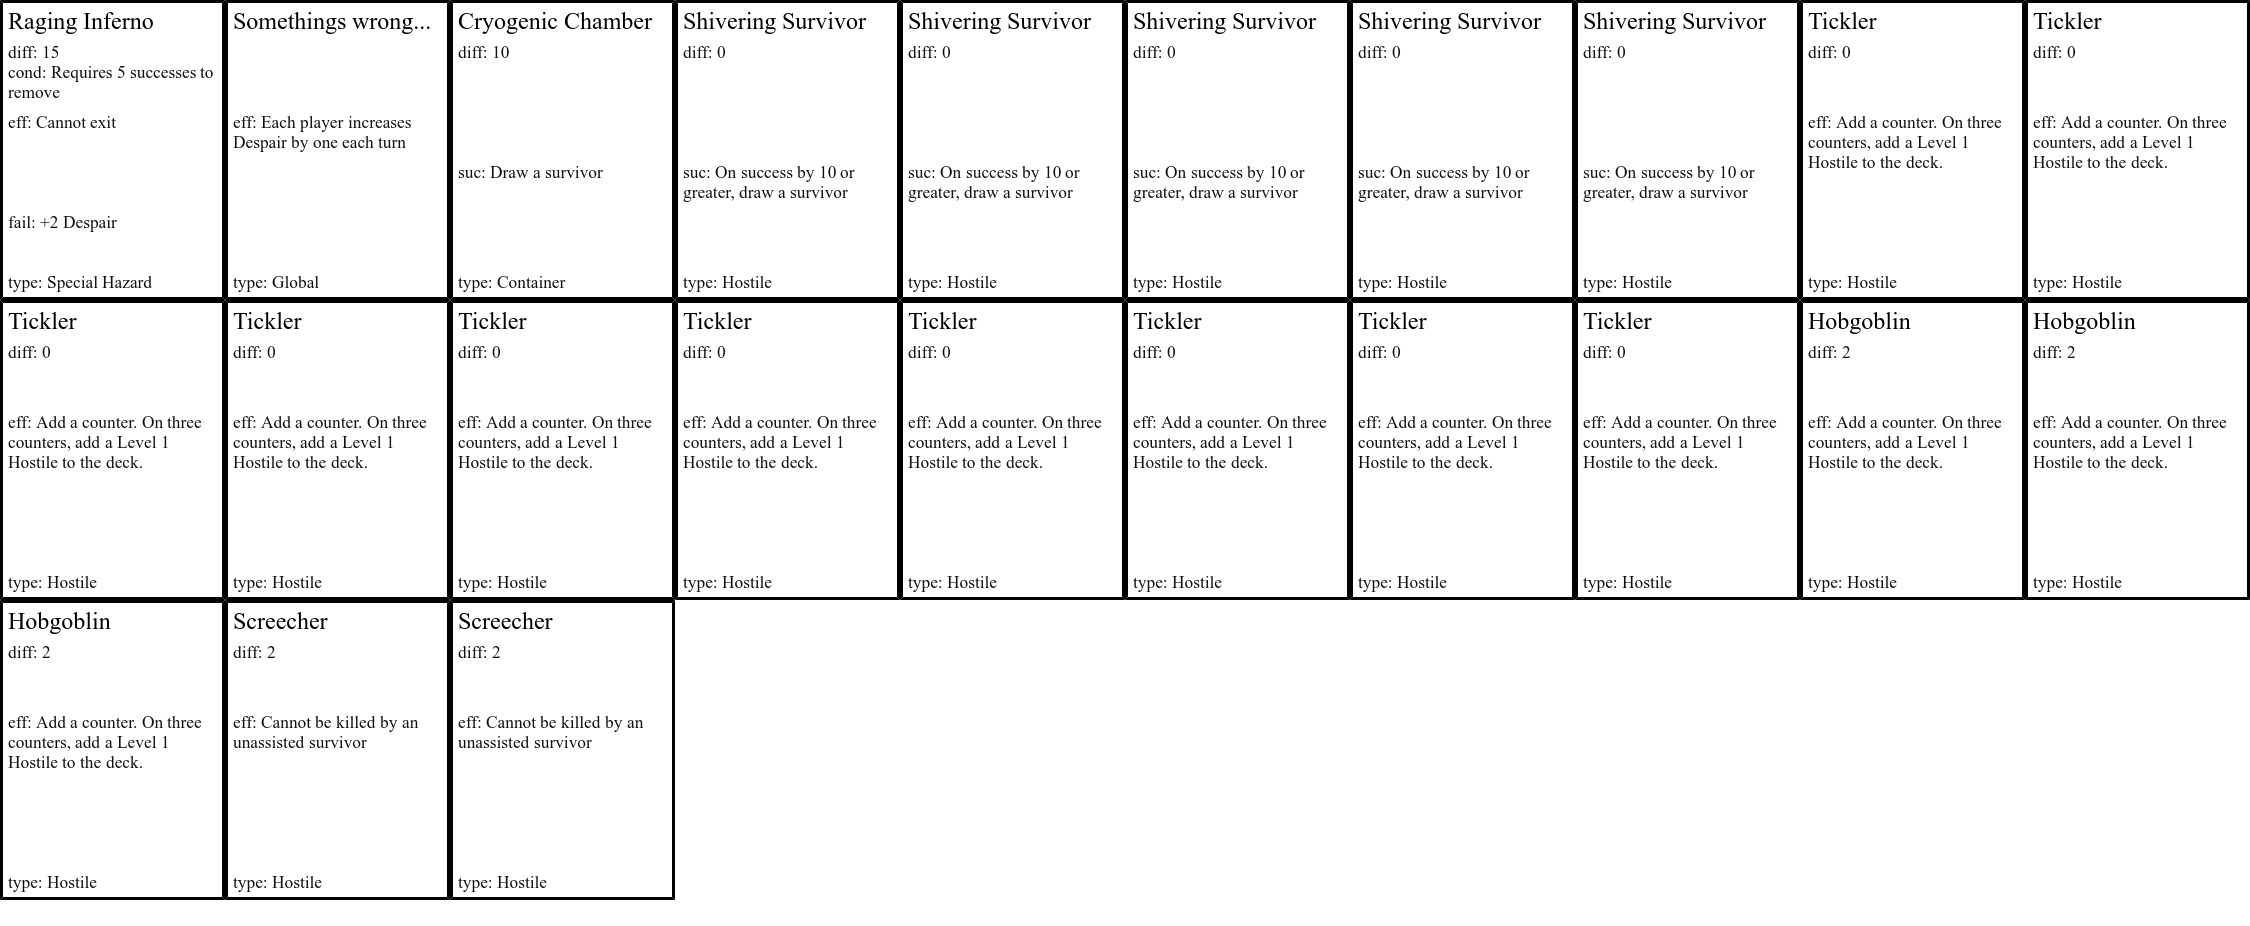 Raging Inferno
diff: 15
cond: Requires 5 successes to
remove
eff: Cannot exit
fail: +2 Despair
type: Special Hazard
Somethings wrong...
eff: Each player increases
Despair by one each turn
type: Global
Cryogenic Chamber
diff: 10
suc: Draw a survivor
type: Container
Shivering Survivor
diff: 0
suc: On success by 10 or
greater, draw a survivor
type: Hostile
Shivering Survivor
diff: 0
suc: On success by 10 or
greater, draw a survivor
type: Hostile
Shivering Survivor
diff: 0
suc: On success by 10 or
greater, draw a survivor
type: Hostile
Shivering Survivor
diff: 0
suc: On success by 10 or
greater, draw a survivor
type: Hostile
Shivering Survivor
diff: 0
suc: On success by 10 or
greater, draw a survivor
type: Hostile
Tickler
diff: 0
eff: Add a counter. On three
counters, add a Level 1
Hostile to the deck.
type: Hostile
Tickler
diff: 0
eff: Add a counter. On three
counters, add a Level 1
Hostile to the deck.
type: Hostile
Tickler
diff: 0
eff: Add a counter. On three
counters, add a Level 1
Hostile to the deck.
type: Hostile
Tickler
diff: 0
eff: Add a counter. On three
counters, add a Level 1
Hostile to the deck.
type: Hostile
Tickler
diff: 0
eff: Add a counter. On three
counters, add a Level 1
Hostile to the deck.
type: Hostile
Tickler
diff: 0
eff: Add a counter. On three
counters, add a Level 1
Hostile to the deck.
type: Hostile
Tickler
diff: 0
eff: Add a counter. On three
counters, add a Level 1
Hostile to the deck.
type: Hostile
Tickler
diff: 0
eff: Add a counter. On three
counters, add a Level 1
Hostile to the deck.
type: Hostile
Tickler
diff: 0
eff: Add a counter. On three
counters, add a Level 1
Hostile to the deck.
type: Hostile
Tickler
diff: 0
eff: Add a counter. On three
counters, add a Level 1
Hostile to the deck.
type: Hostile
Hobgoblin
diff: 2
eff: Add a counter. On three
counters, add a Level 1
Hostile to the deck.
type: Hostile
Hobgoblin
diff: 2
eff: Add a counter. On three
counters, add a Level 1
Hostile to the deck.
type: Hostile
Hobgoblin
diff: 2
eff: Add a counter. On three
counters, add a Level 1
Hostile to the deck.
type: Hostile
Screecher
diff: 2
eff: Cannot be killed by an
unassisted survivor
type: Hostile
Screecher
diff: 2
eff: Cannot be killed by an
unassisted survivor
type: Hostile